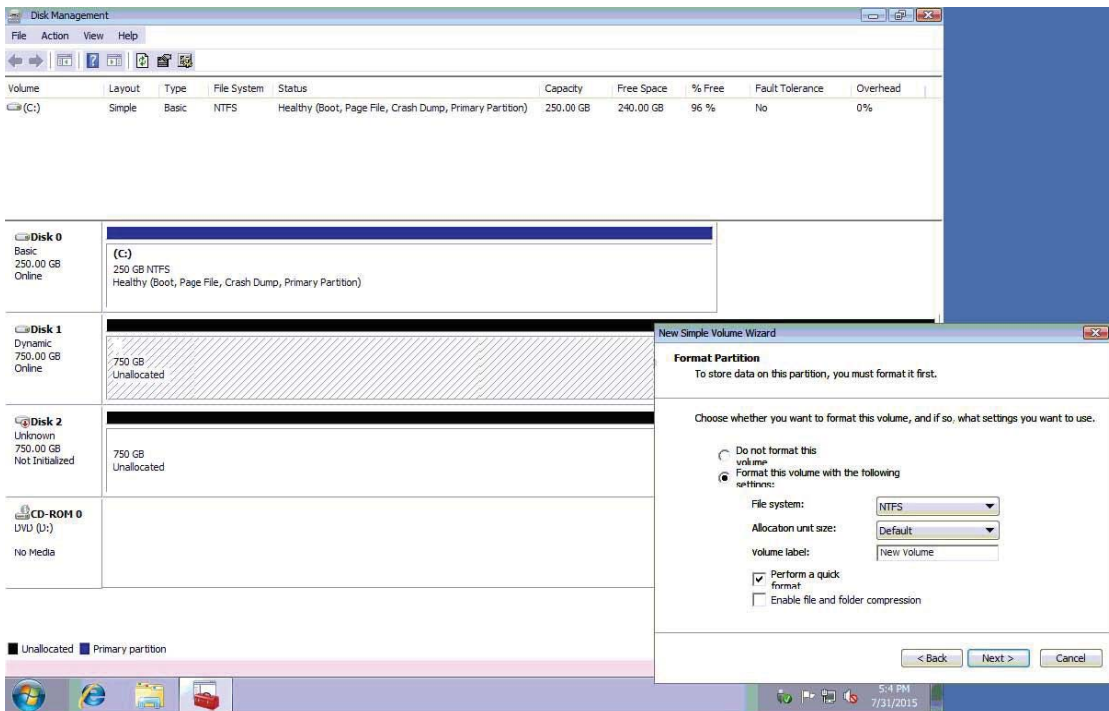 Disk Management
File Action View Help
Volume Layout Type File System Status Capacity Free Space % Free Fault Tolerance Overhead
(C:) Simple Basic NTFS Healthy (Boot, Page File, Crash Dump, Primary Partition) 250.00 GB 240.00 GB 96 % No 0%
Disk 0
Basic
250.00 GB
Online
(C:)
250 GB NTFS
Healthy (Boot, Page File, Crash Dump, Primary Partition)
Disk 1
Dynamic
750.00 GB
Online
750 GB
Unallocated
Disk 2
Unknown
750.00 GB
Not Initialized
750 GB
Unallocated
CD-ROM 0
DVD (D:)
No Media
Unallocated Primary partition
New Simple Volume Wizard
Format Partition
To store data on this partition, you must format it first.
Choose whether you want to format this volume, and if so, what settings you want to use.
Do not format this
volume
Format this volume with the following
settings:
File system: NTFS
Allocation unit size: Default
Volume label: New Volume
Perform a quick
format
Enable file and folder compression
< Back Next > Cancel
5:4 PM
7/31/2015